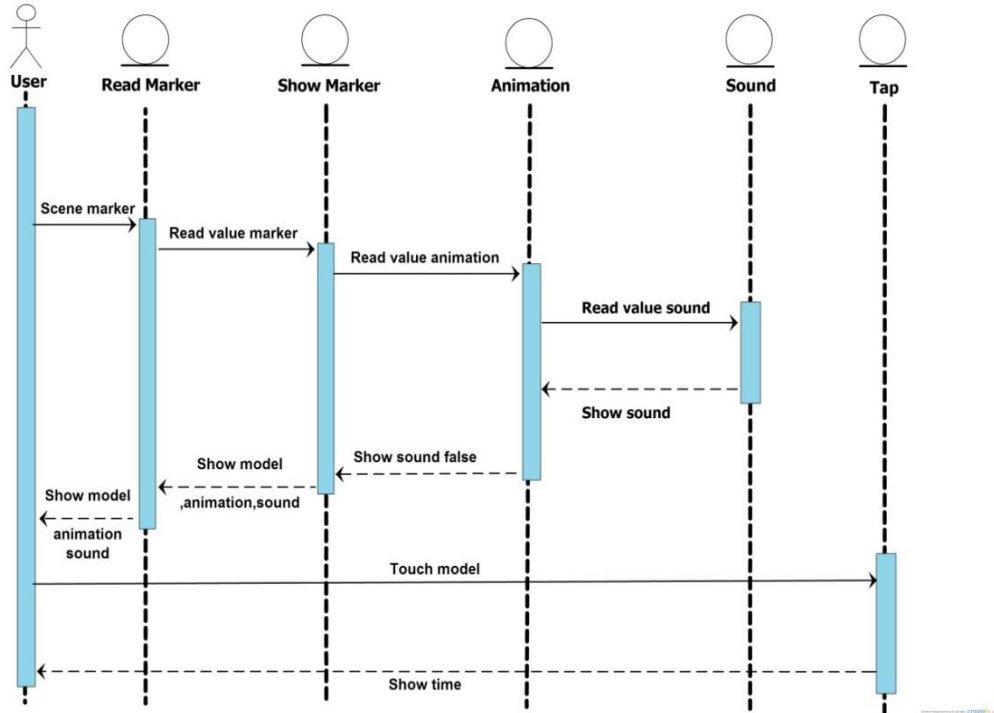 User
Read Marker
Show Marker
Animation
Sound
Tap
Scene marker
Read value marker
Read value animation
Read value sound
Show sound
Show sound false
Show model
,animation,sound
Show model
animation
sound
Touch model
Show time